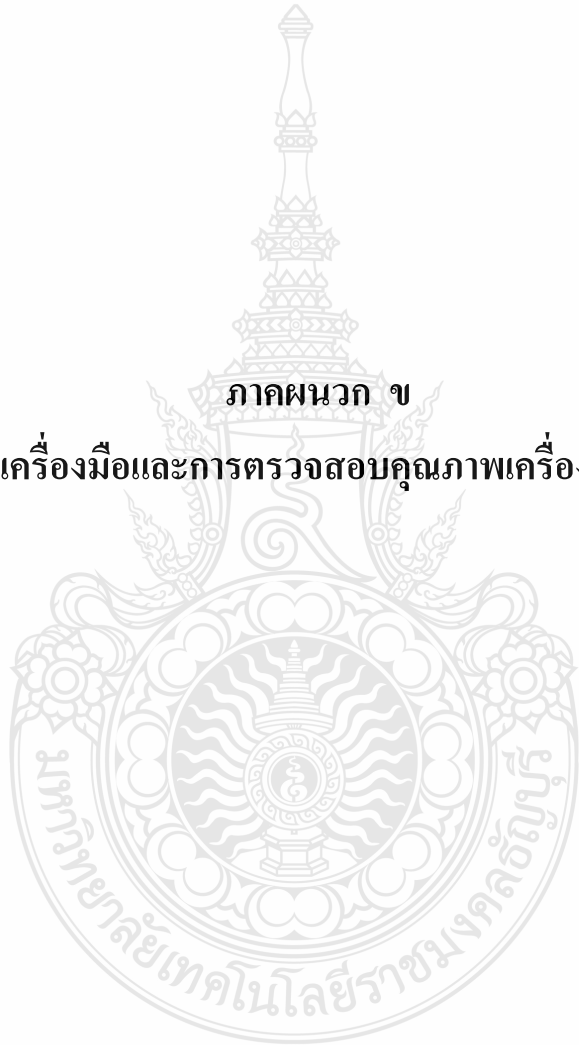 ภาคผนวก ข
เครื่องมือและการตรวจสอบคุณภาพเครื่อง
มหาวิทยาลัยเทคโนโลยีราชมงคลธัญบุรี